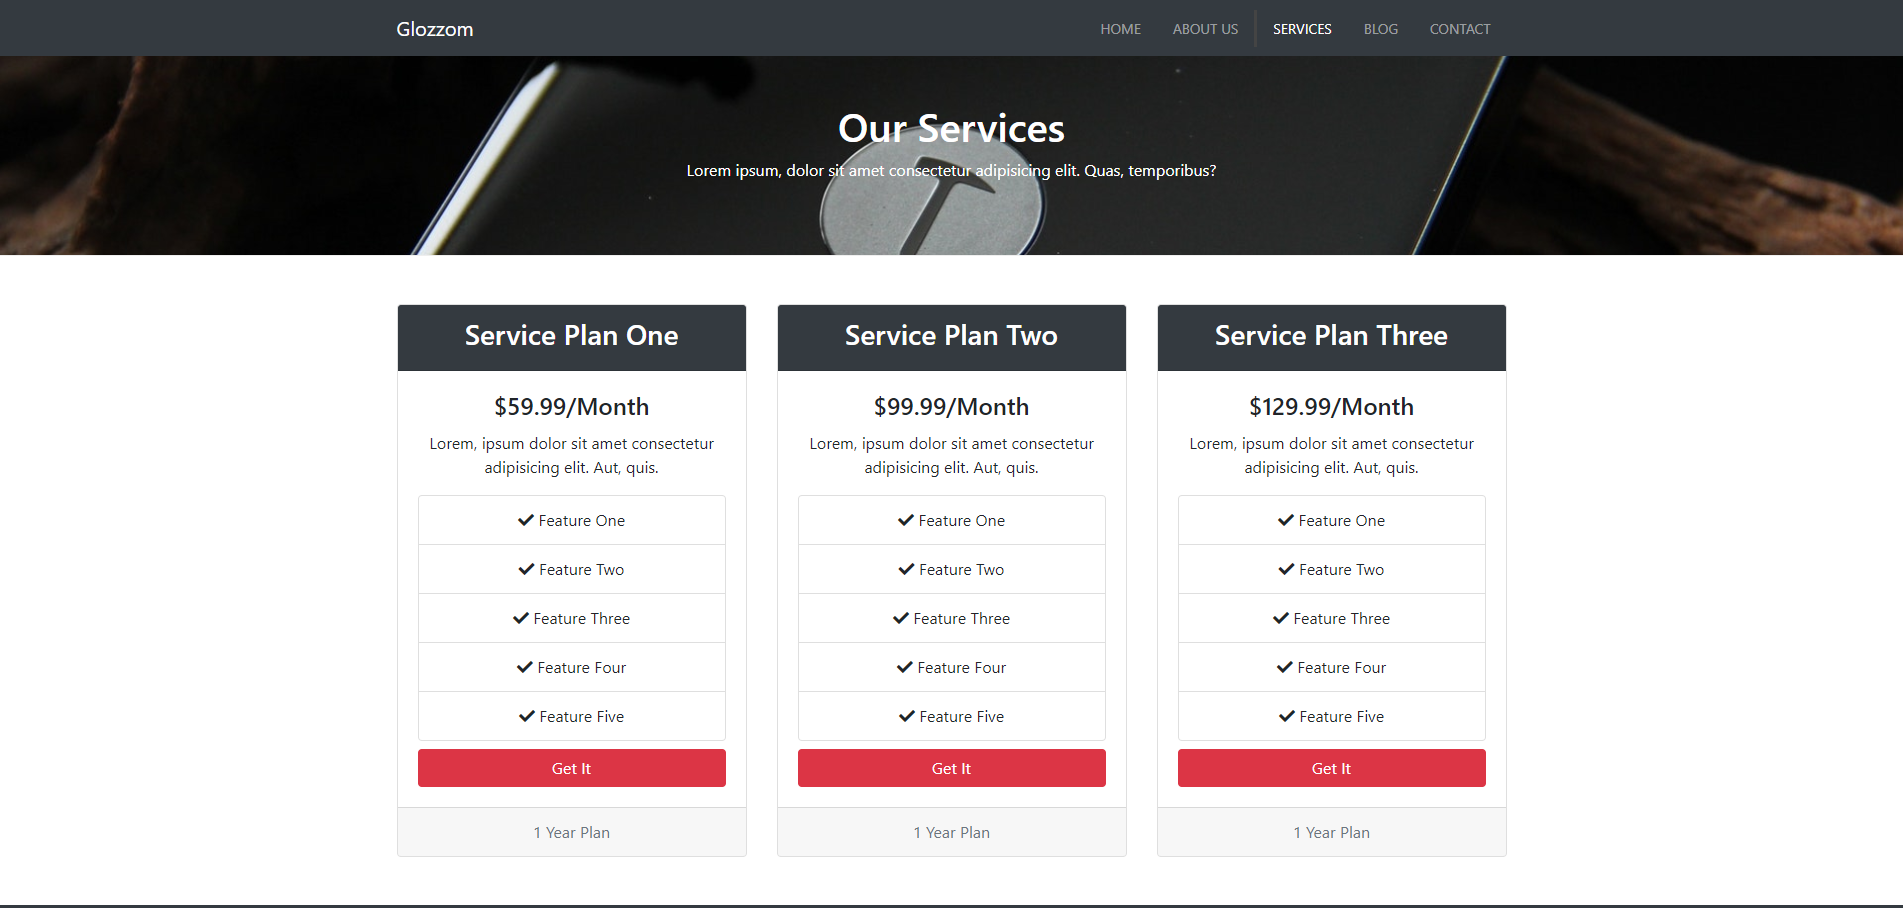 Glozzom
HOME ABOUT US SERVICES BLOG CONTACT
Our Services
Lorem ipsum, dolor sit amet consectetur adipisicing elit. Quas, temporibus?
Service Plan One
$59.99/Month
Lorem, ipsum dolor sit amet consectetur
adipisicing elit. Aut, quis.
Feature One
Feature Two
Feature Three
Feature Four
Feature Five
Get It
1 Year Plan
Service Plan Two
$99.99/Month
Lorem, ipsum dolor sit amet consectetur
adipisicing elit. Aut, quis.
Feature One
Feature Two
Feature Three
Feature Four
Feature Five
Get It
1 Year Plan
Service Plan Three
$129.99/Month
Lorem, ipsum dolor sit amet consectetur
adipisicing elit. Aut, quis.
Feature One
Feature Two
Feature Three
Feature Four
Feature Five
Get It
1 Year Plan